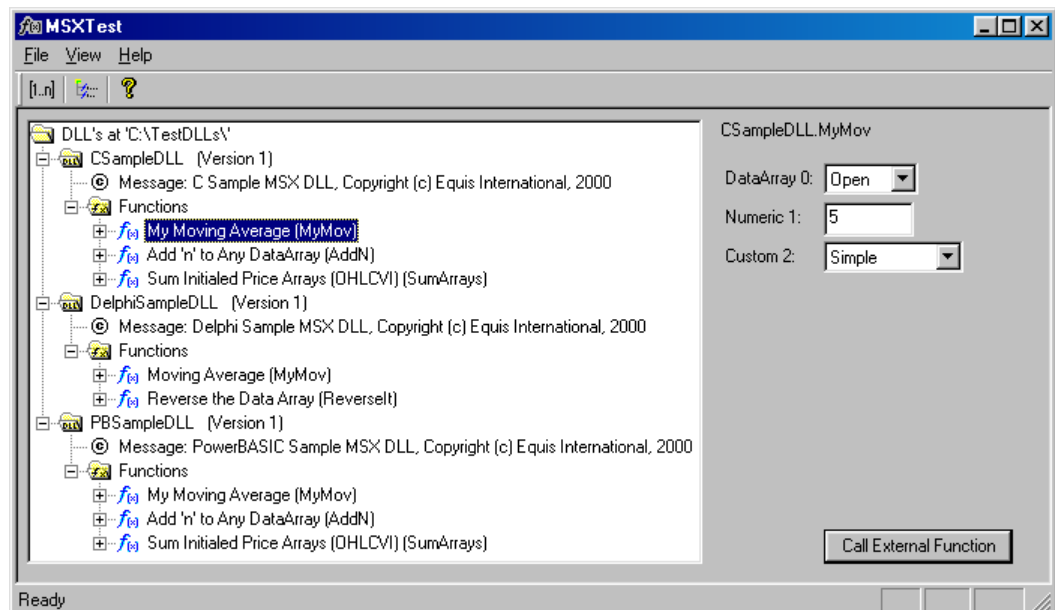 MSXTest
File View Help
[1..n]
DLL's at 'C:\TestDLLs\'
CSampleDLL (Version 1)
Message: C Sample MSX DLL, Copyright (c) Equis International, 2000
Functions
My Moving Average (MyMov)
Add 'n' to Any DataArray (AddN)
Sum Initialed Price Arrays (OHLCVI) (SumArrays)
DelphiSampleDLL (Version 1)
Message: Delphi Sample MSX DLL, Copyright (c) Equis International, 2000
Functions
Moving Average (MyMov)
Reverse the Data Array (ReverseIt)
PBSampleDLL (Version 1)
Message: PowerBASIC Sample MSX DLL, Copyright (c) Equis International, 2000
Functions
My Moving Average (MyMov)
Add 'n' to Any DataArray (AddN)
Sum Initialed Price Arrays (OHLCVI) (SumArrays)
CSampleDLL.MyMov
DataArray 0: Open
Numeric 1: 5
Custom 2: Simple
Call External Function
Ready